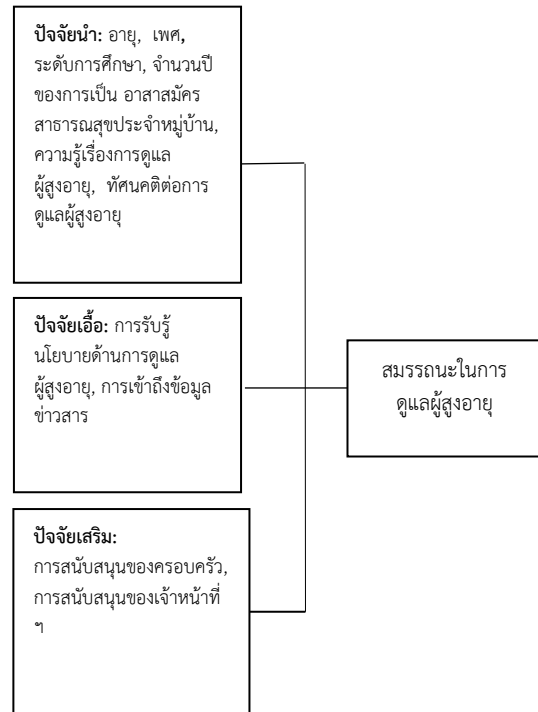 ปัจจัยนำ: อายุ, เพศ,
ระดับการศึกษา, จำนวนปี
ของการเป็น อาสาสมัคร
สาธารณสุขประจำหมู่บ้าน,
ความรู้เรื่องการดูแล
ผู้สูงอายุ, ทัศนคติต่อการ
ดูแลผู้สูงอายุ
ปัจจัยเอื้อ: การรับรู้
นโยบายด้านการดูแล
ผู้สูงอายุ, การเข้าถึงข้อมูล
ข่าวสาร
สมรรถนะในการ
ดูแลผู้สูงอายุ
ปัจจัยเสริม:
การสนับสนุนของครอบครัว,
การสนับสนุนของเจ้าหน้าที่
ฯ